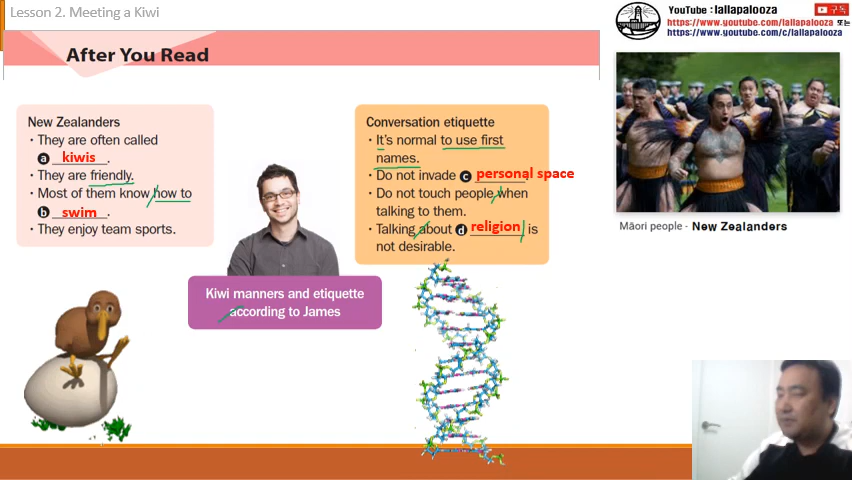 Lesson 2. Meeting a Kiwi
YouTube : lallapalooza
구독
https://www.youtube.com/lallapalooza 또는
https://www.youtube.com/c/lallapalooza
After You Read
New Zealanders
· They are often called
a kiwis.
· They are friendly.
· Most of them know how to
b swim.
· They enjoy team sports.
Conversation etiquette
· It's normal to use first
names.
· Do not invade c personal space
· Do not touch people when
talking to them.
· Talking about d religion is
not desirable.
Kiwi manners and etiquette
according to James
Māori people - New Zealanders